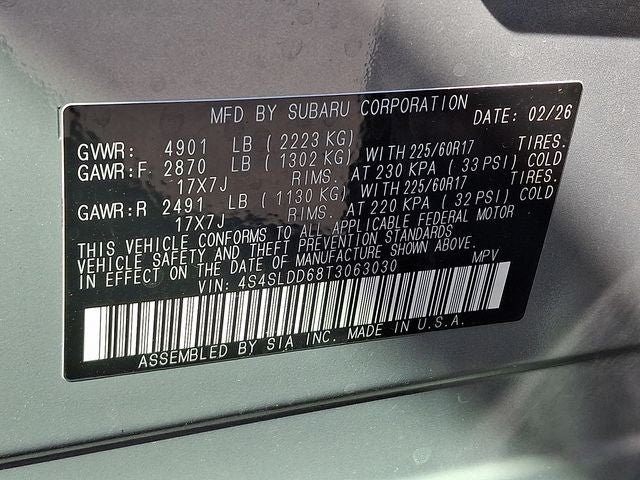 MFD BY SUBARU CORPORATION DATE: 02/26
GVWR: 4901 LB ( 2223 KG)
GAWR:F 2870 LB ( 1302 KG) WITH 225/60R17 TIRES.
17X7J RIMS. AT 230 KPA ( 33 PSI) COLD
GAWR:R 2491 LB ( 1130 KG) WITH 225/60R17 TIRES.
17X7J RIMS. AT 220 KPA ( 32 PSI) COLD
THIS VEHICLE CONFORMS TO ALL APPLICABLE FEDERAL MOTOR
VEHICLE SAFETY AND THEFT PREVENTION STANDARDS
IN EFFECT ON THE DATE OF MANUFACTURE SHOWN ABOVE.
VIN: 4S4SLDD68T3063030 MPV
ASSEMBLED BY SIA INC. MADE IN U.S.A.